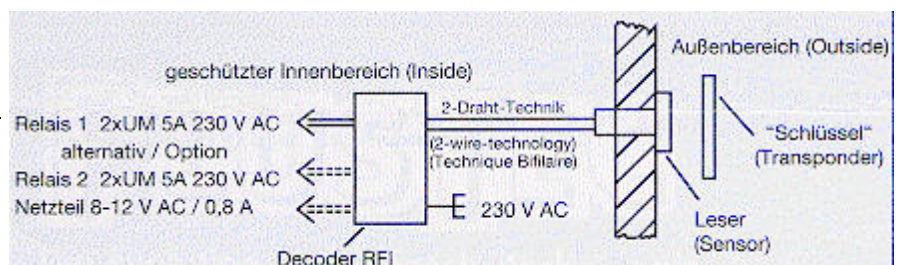 Außenbereich (Outside)
geschützter Innenbereich (Inside)
2-Draht-Technik
Relais 1 2xUM 5A 230 V AC
alternativ / Option
(2-wire-technology)
(Technique Bifilaire)
"Schlüssel"
(Transponder)
Relais 2 2xUM 5A 230 V AC
Netzteil 8-12 V AC / 0,8 A
230 V AC
Leser
(Sensor)
Decoder